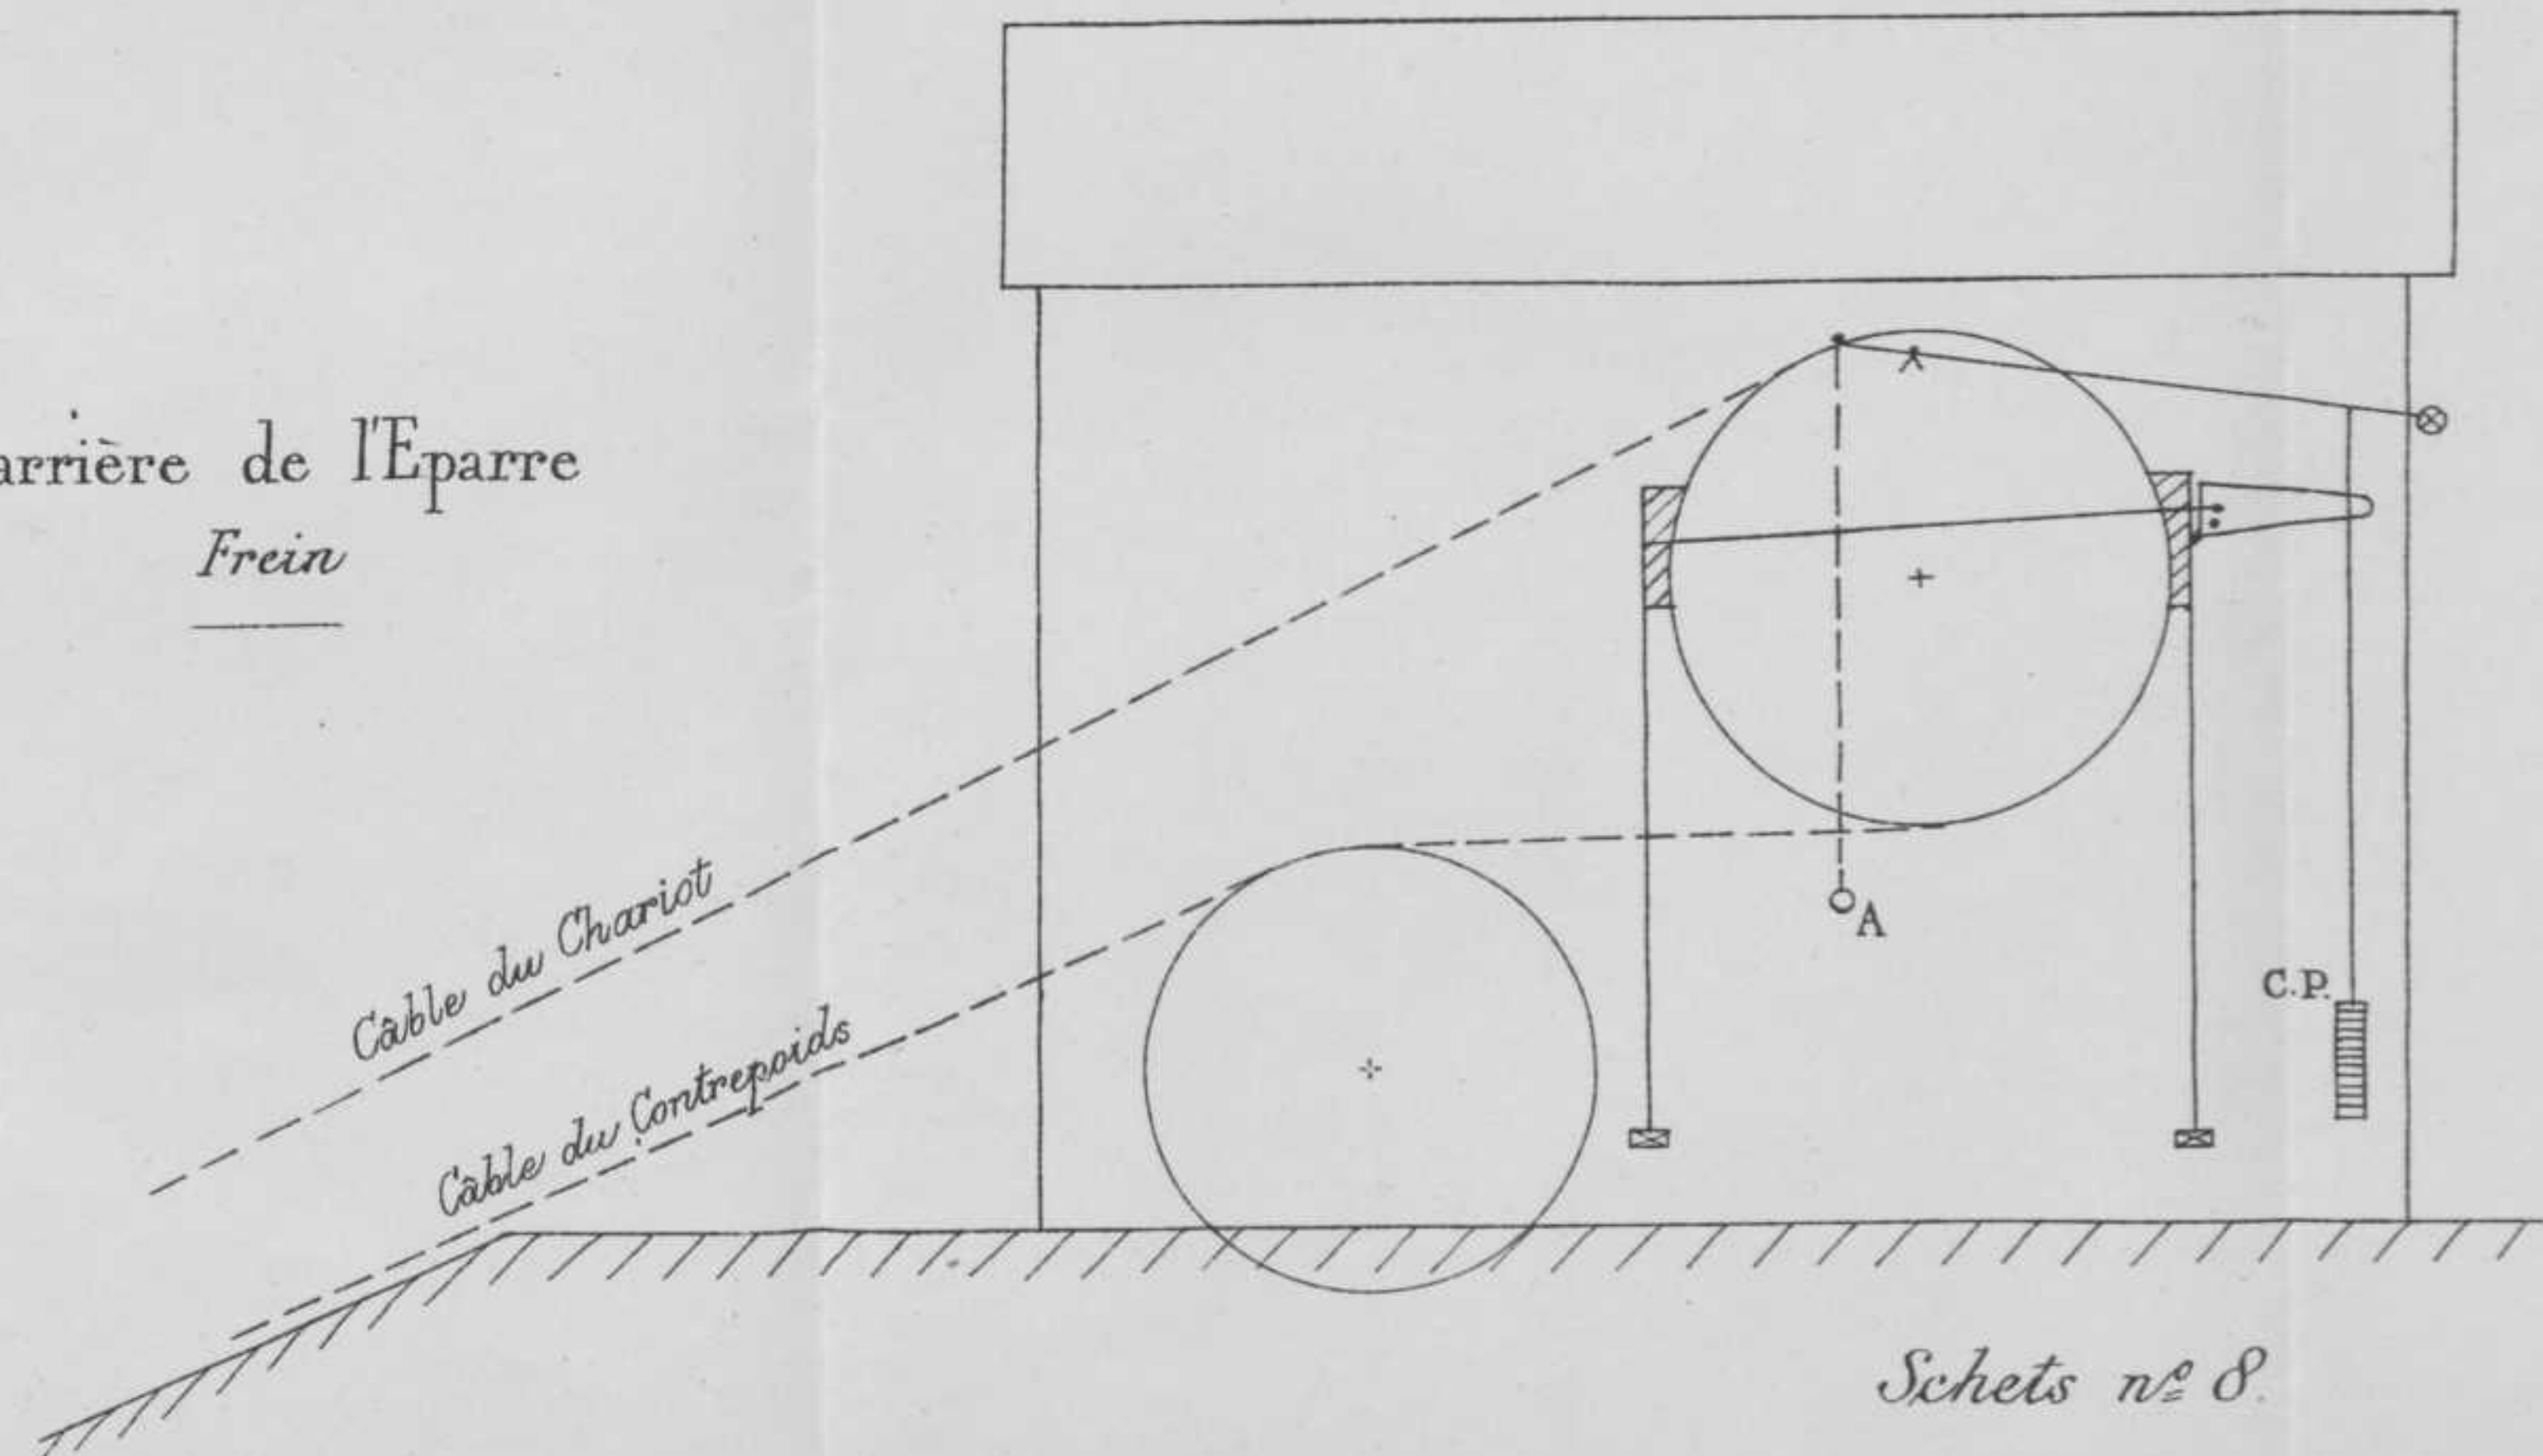 arrière de l'Eparre
Frein
Câble du Chariot
Câble du Contrepoids
A
C.P.
Schets nº 8.